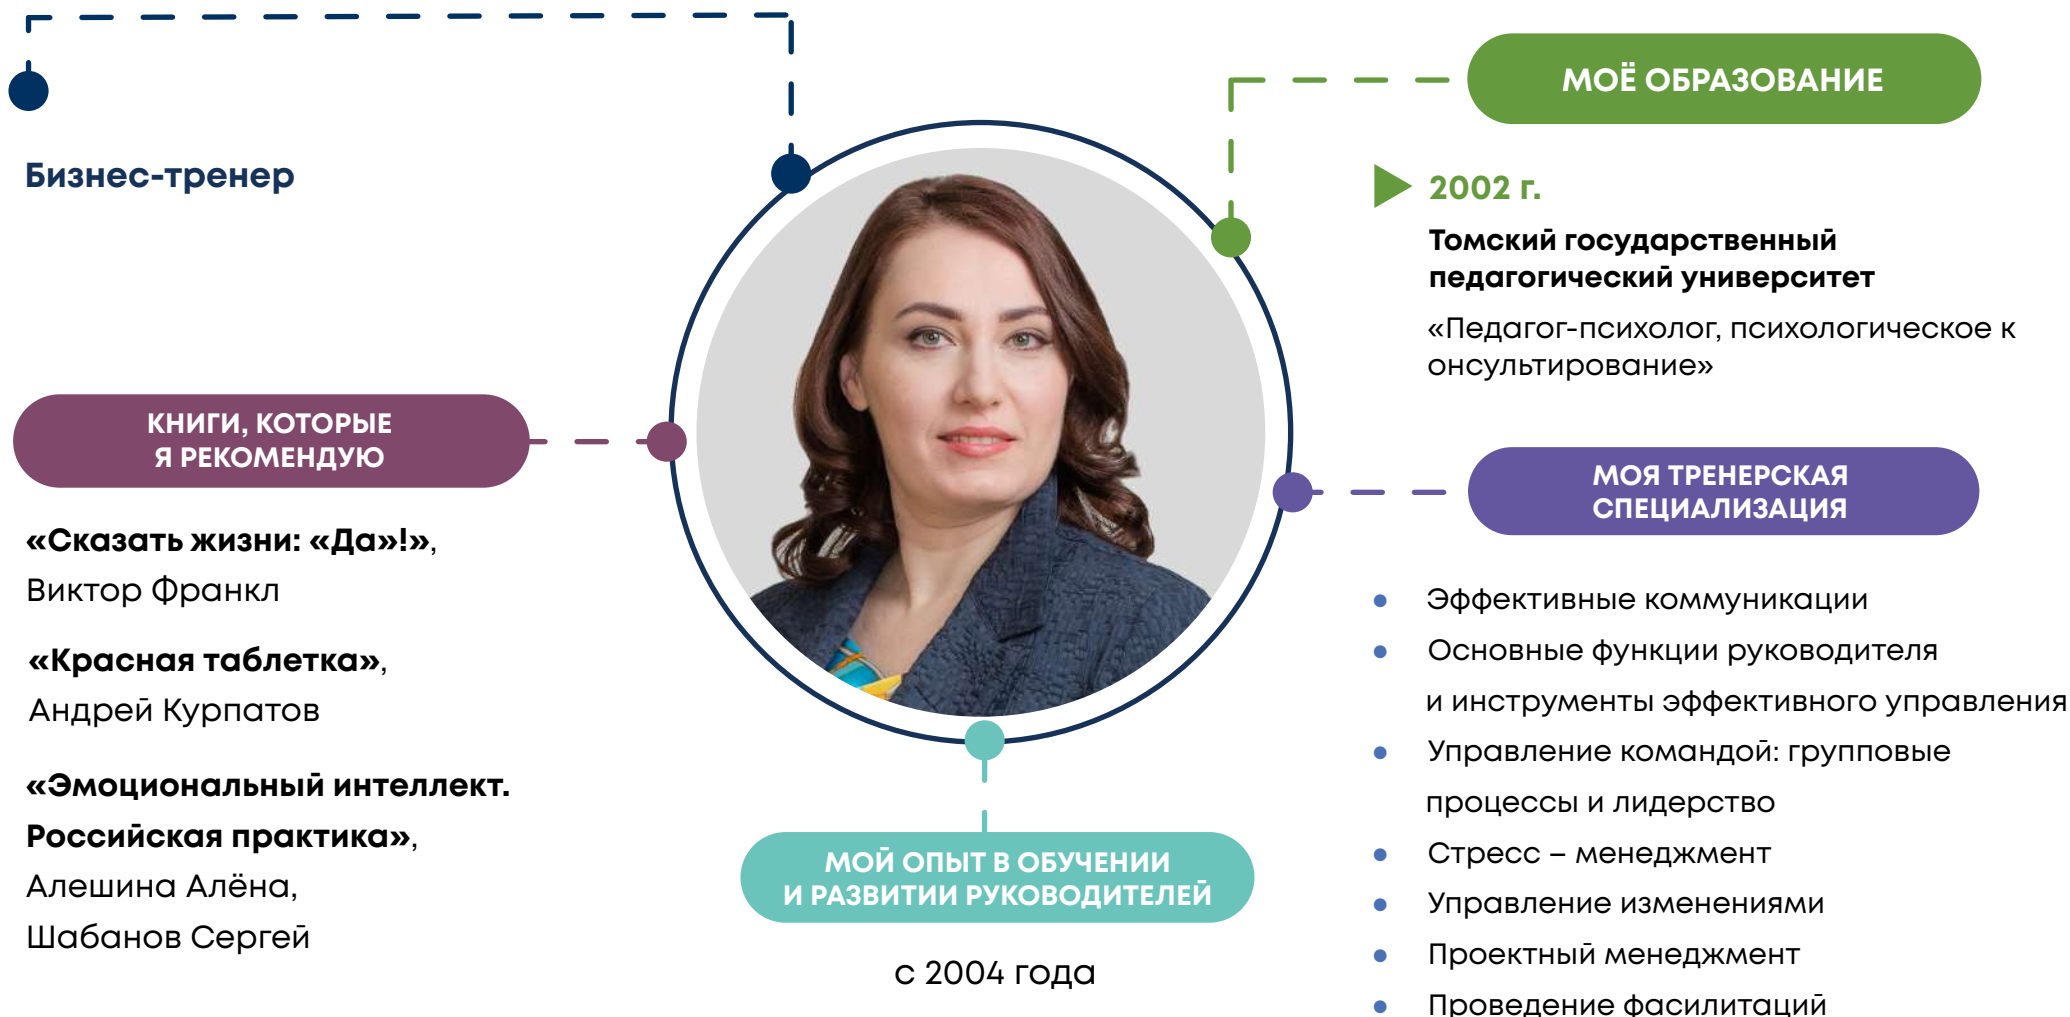 Бизнес-тренер
КНИГИ, КОТОРЫЕ
Я РЕКОМЕНДУЮ
«Сказать жизни: «Да»!»,
Виктор Франкл
«Красная таблетка»,
Андрей Курпатов
«Эмоциональный интеллект.
Российская практика»,
Алешина Алёна,
Шабанов Сергей
МОЙ ОПЫТ В ОБУЧЕНИИ
И РАЗВИТИИ РУКОВОДИТЕЛЕЙ
с 2004 года
МОЁ ОБРАЗОВАНИЕ
2002 г.
Томский государственный
педагогический университет
«Педагог-психолог, психологическое к
онсультирование»
МОЯ ТРЕНЕРСКАЯ
СПЕЦИАЛИЗАЦИЯ
Эффективные коммуникации
Основные функции руководителя
и инструменты эффективного управления
Управление командой: групповые
процессы и лидерство
Стресс – менеджмент
Управление изменениями
Проектный менеджмент
Проведение фасилитаций